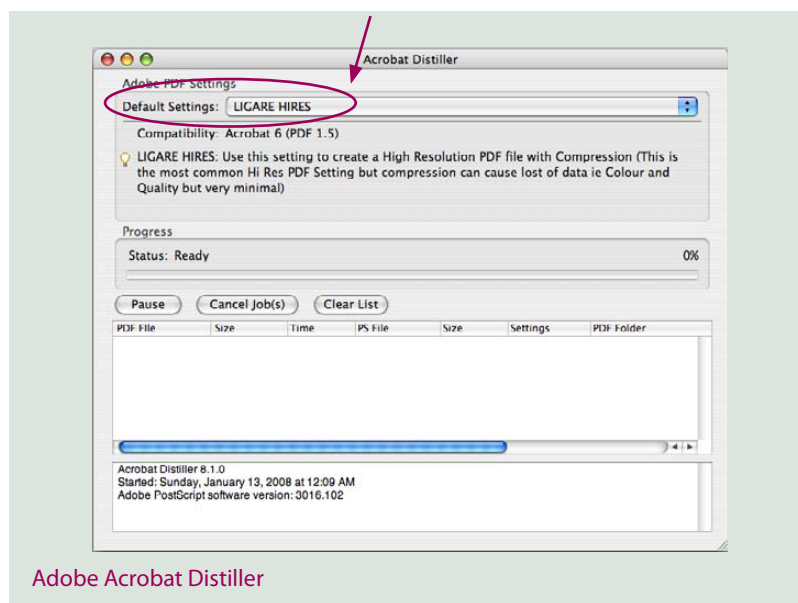 Acrobat Distiller
Adobe PDF Settings
Default Settings: LIGARE HIRES
Compatibility: Acrobat 6 (PDF 1.5)
LIGARE HIRES: Use this setting to create a High Resolution PDF file with Compression (This is
the most common Hi Res PDF Setting but compression can cause lost of data ie Colour and
Quality but very minimal)
Progress
Status: Ready 0%
Pause Cancel Job(s) Clear List
PDF File Size Time PS File Size Settings PDF Folder
Acrobat Distiller 8.1.0
Started: Sunday, January 13, 2008 at 12:09 AM
Adobe PostScript software version: 3016.102
Adobe Acrobat Distiller